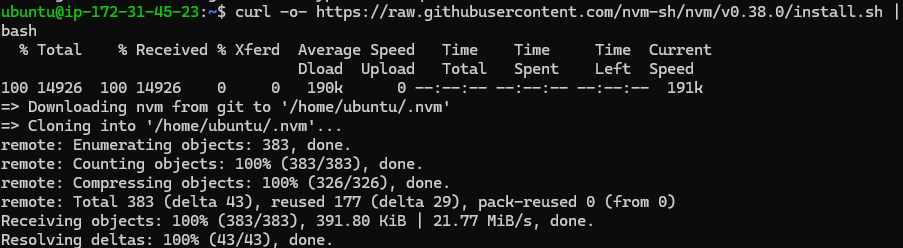 ubuntu@ip-172-31-45-23:~$ curl -o- https://raw.githubusercontent.com/nvm-sh/nvm/v0.38.0/install.sh |
bash
  % Total    % Received % Xferd  Average Speed   Time    Time     Time  Current
                                 Dload  Upload   Total   Spent    Left  Speed
100 14926  100 14926    0     0   190k      0 --:--:-- --:--:-- --:--:--  191k
=> Downloading nvm from git to '/home/ubuntu/.nvm'
=> Cloning into '/home/ubuntu/.nvm'...
remote: Enumerating objects: 383, done.
remote: Counting objects: 100% (383/383), done.
remote: Compressing objects: 100% (326/326), done.
remote: Total 383 (delta 43), reused 177 (delta 29), pack-reused 0 (from 0)
Receiving objects: 100% (383/383), 391.80 KiB | 21.77 MiB/s, done.
Resolving deltas: 100% (43/43), done.